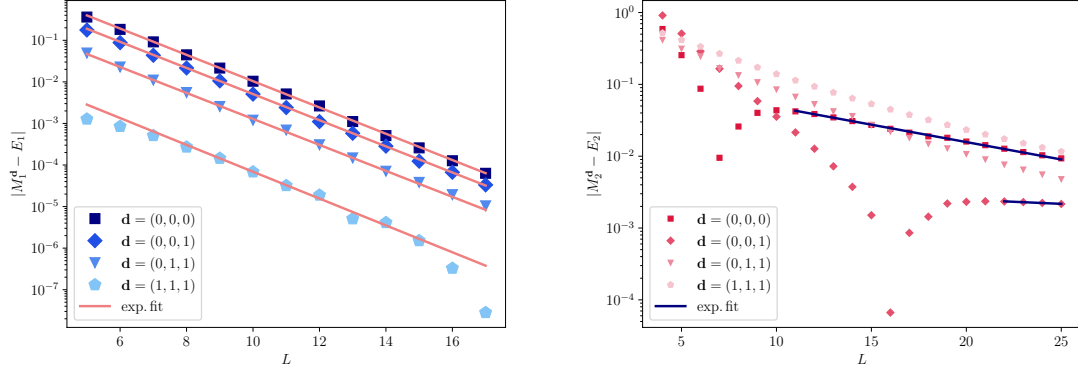 10^{-1}
10^{-2}
10^{-3}
10^{-4}
10^{-5}
10^{-6}
10^{-7}
|M_1^d − E_1|
d = (0, 0, 0)
d = (0, 0, 1)
d = (0, 1, 1)
d = (1, 1, 1)
exp. fit
6 8 10 12 14 16
L
10^0
10^{-1}
10^{-2}
10^{-3}
10^{-4}
|M_2^d − E_2|
d = (0, 0, 0)
d = (0, 0, 1)
d = (0, 1, 1)
d = (1, 1, 1)
exp. fit
5 10 15 20 25
L